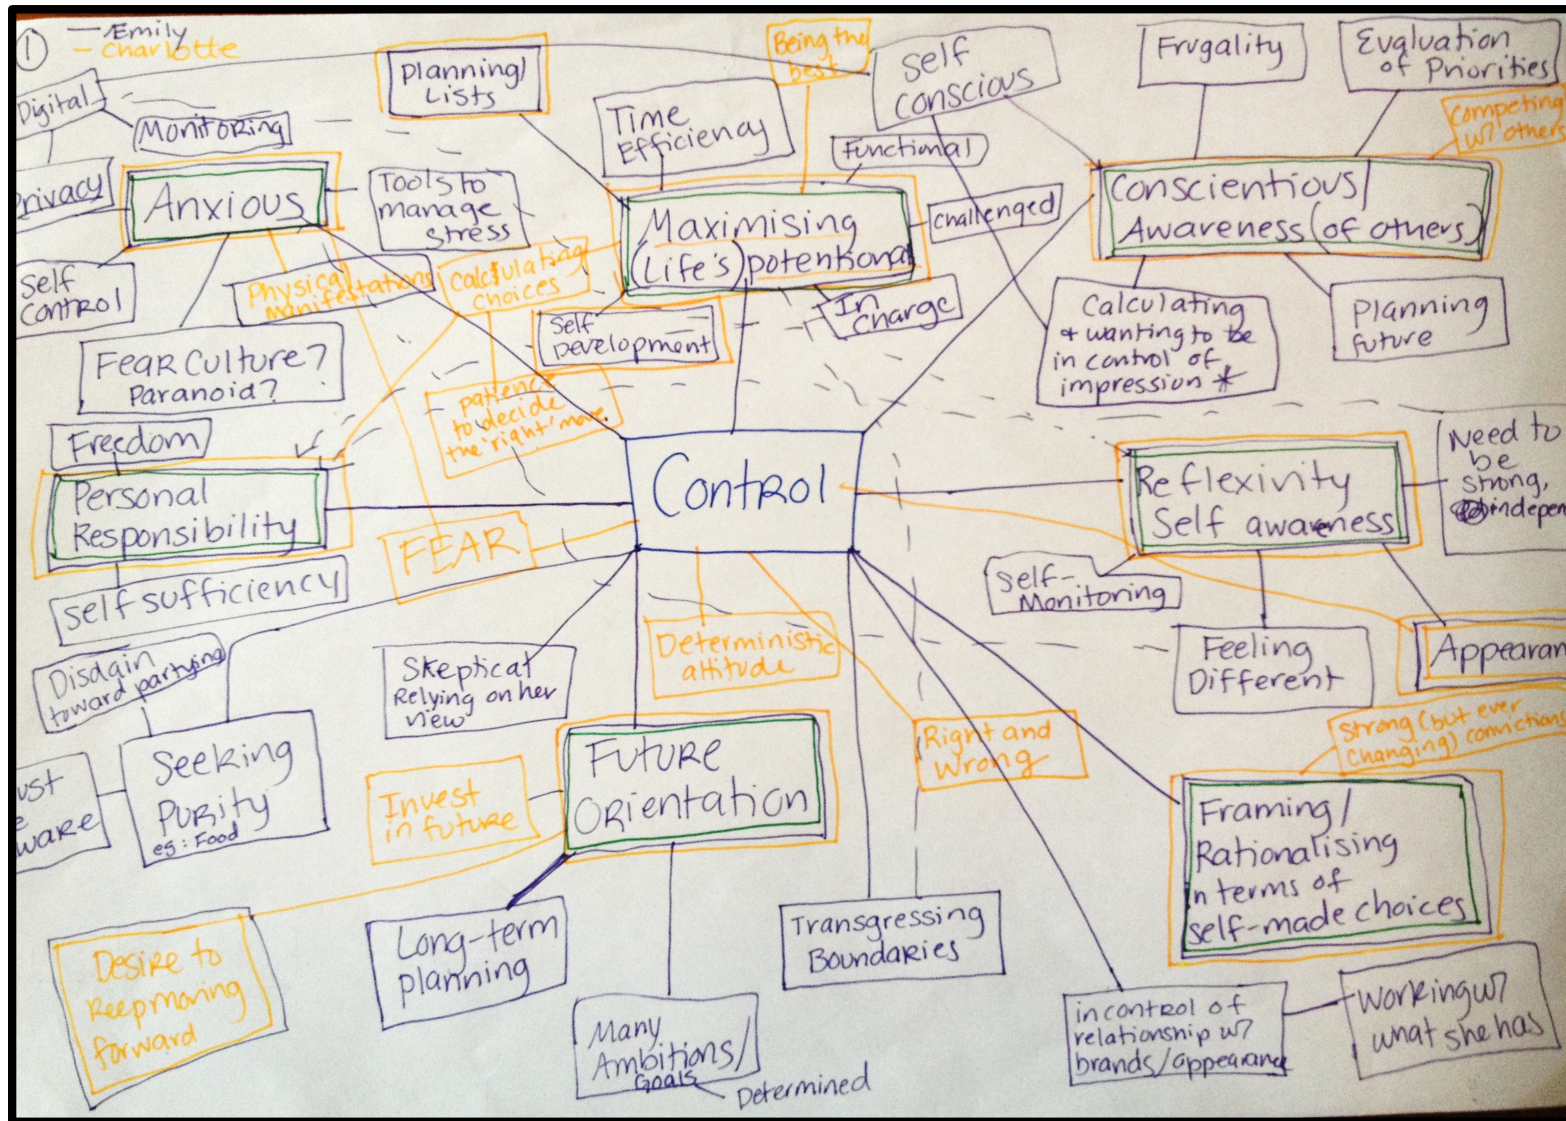 1
— Emily
— Charlotte
Digital
Monitoring
Privacy
Anxious
Self
Control
Tools to
manage
stress
Physical
manifestations
Fear Culture?
Paranoid?
Planning/
Lists
Time
Efficiency
Being the
best
Functional
Maximising
(Life's) potentional
Challenged
In
Charge
Self
Development
Calculating
choices
patience
to decide
the 'right' move
Self
Conscious
Frugality
Evaluation
of Priorities
Competing
w/ others
Conscientious/
Awareness (of others)
Calculating
& wanting to be
in control of
impression *
Planning
future
Freedom
Personal
Responsibility
Self sufficiency
FEAR
Control
Reflexivity
Self awareness
Need to
be
strong,
Self-
Monitoring
Feeling
Different
Disdain
toward partying
Seeking
Purity
eg: Food
Skeptical
Relying on her
view
Deterministic
attitude
Right and
Wrong
Strong (but ever
changing) convictions
Framing/
Rationalising
in terms of
self-made choices
Future
Orientation
Invest
in future
Desire to
keep moving
forward
Long-term
planning
Many
Ambitions/
Goals
Determined
Transgressing
Boundaries
in control of
relationship w/
brands/appearance
Working w/
what she has